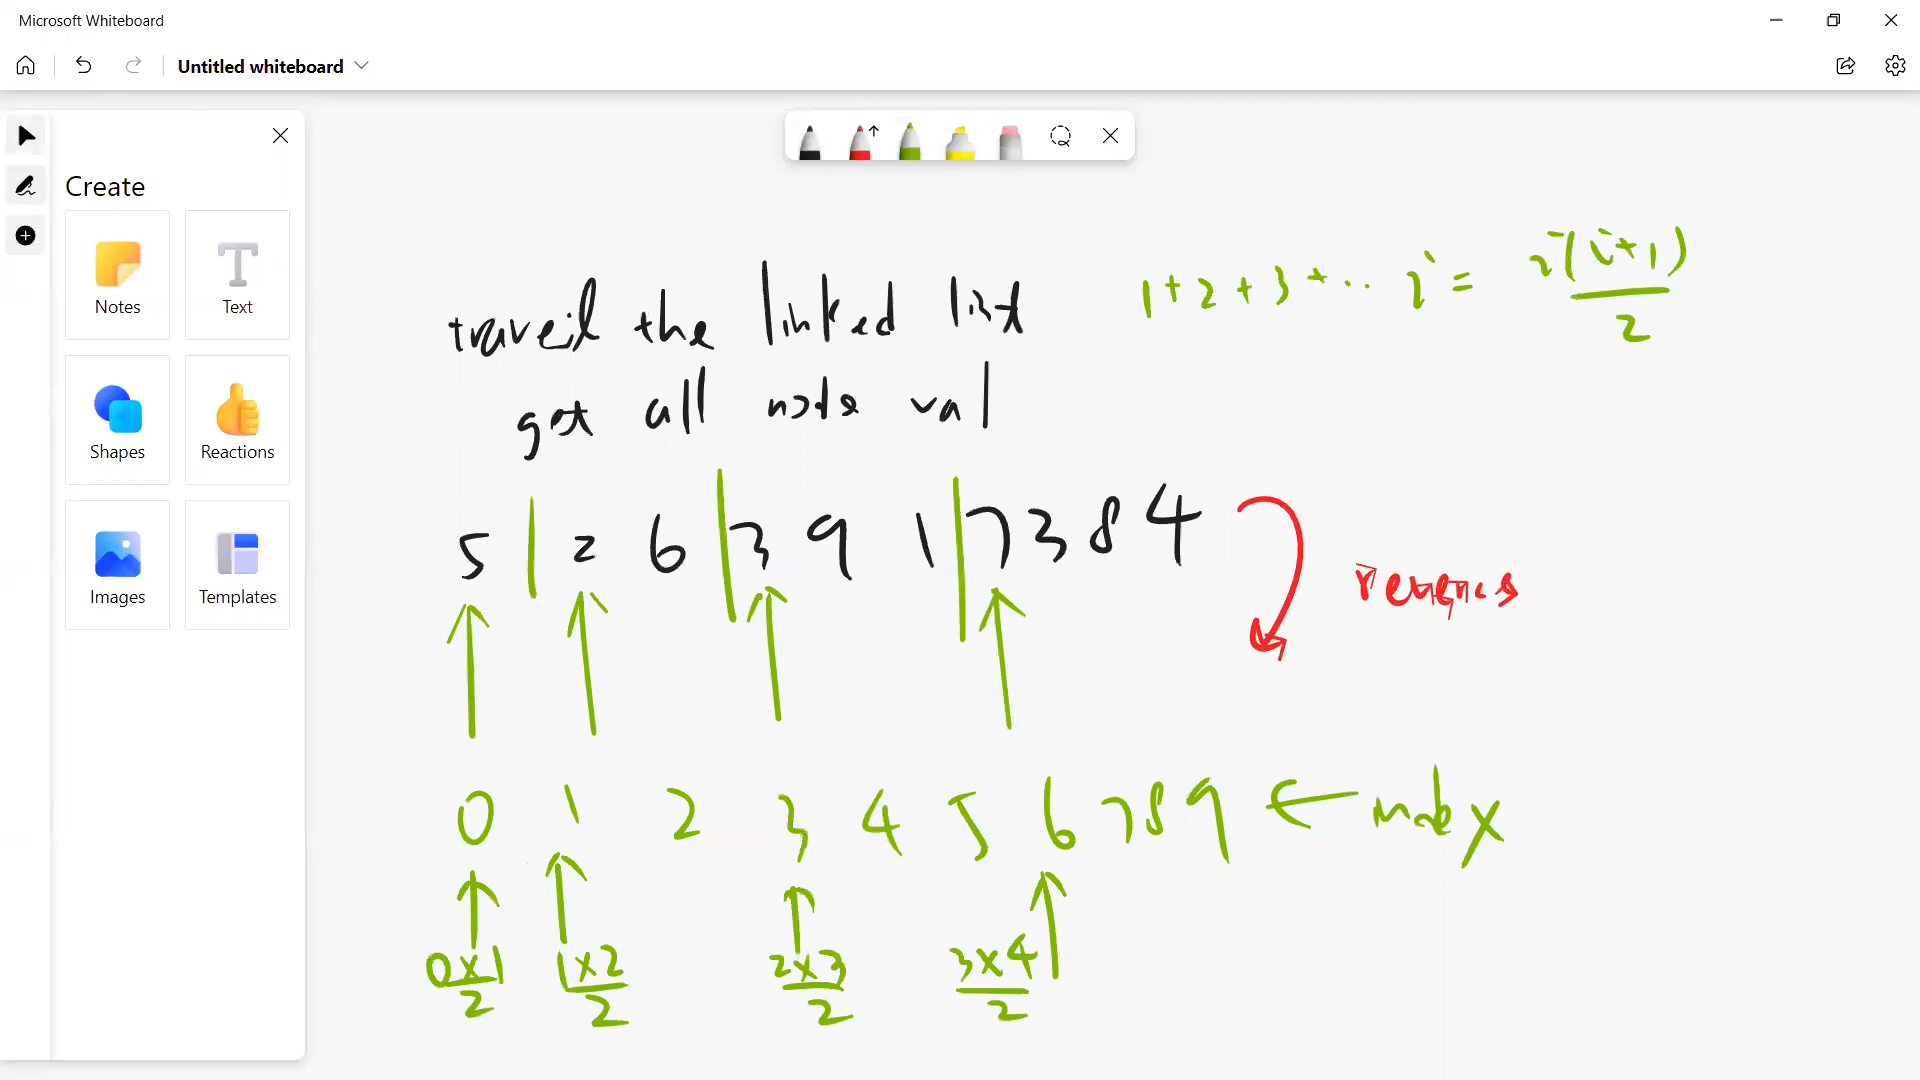 Microsoft Whiteboard
Untitled whiteboard
Create
Notes
Text
Shapes
Reactions
Images
Templates
1+2+3+.. i = i(i+1)/2
the linked list
get all node val
5 | 2 6 | 3 9 1 | 7 3 8 4
0 1 2 3 4 5 6 7 8 9 ← index
0x1/2 1x2/2 2x3/2 3x4/2